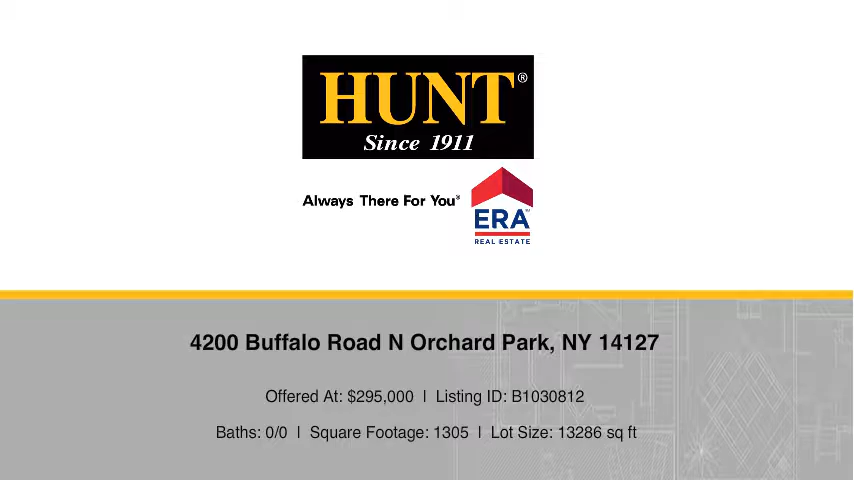 HUNT®
Since 1911
Always There For You®
ERA™
REAL ESTATE
4200 Buffalo Road N Orchard Park, NY 14127
Offered At: $295,000 | Listing ID: B1030812
Baths: 0/0 | Square Footage: 1305 | Lot Size: 13286 sq ft